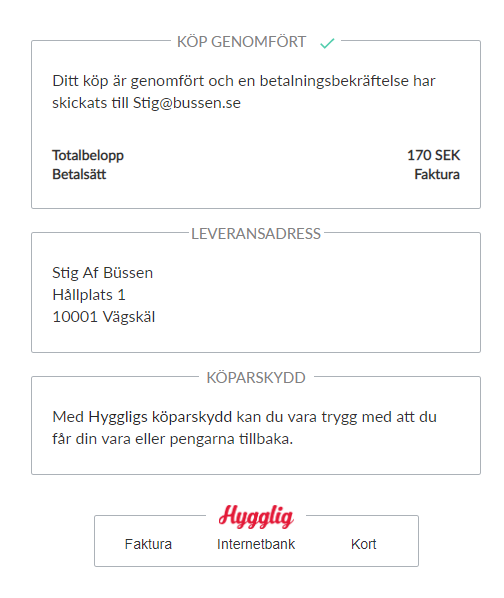 KÖP GENOMFÖRT
Ditt köp är genomfört och en betalningsbekräftelse har
skickats till Stig@bussen.se
Totalbelopp 170 SEK
Betalsätt Faktura
LEVERANSADRESS
Stig Af Büssen
Hållplats 1
10001 Vägskäl
KÖPARSKYDD
Med Hyggligs köparskydd kan du vara trygg med att du
får din vara eller pengarna tillbaka.
Hygglig
Faktura Internetbank Kort